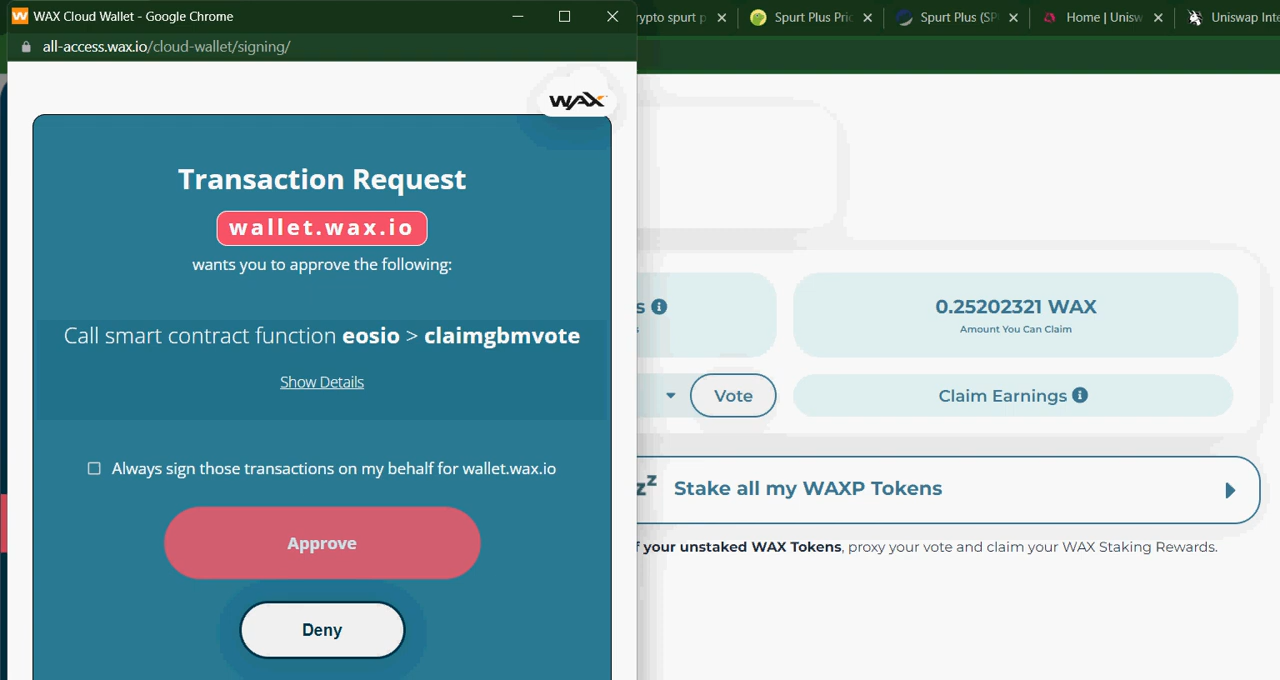 WAX Cloud Wallet - Google Chrome
all-access.wax.io/cloud-wallet/signing/
crypto spurt p
Spurt Plus Pric
Spurt Plus (SP
Home | Unisw
Uniswap Inte
WAX
Transaction Request
wallet.wax.io
wants you to approve the following:
Call smart contract function eosio > claimgbmvote
Show Details
Always sign those transactions on my behalf for wallet.wax.io
Approve
Deny
0.25202321 WAX
Amount You Can Claim
Vote
Claim Earnings
zz Stake all my WAXP Tokens
f your unstaked WAX Tokens, proxy your vote and claim your WAX Staking Rewards.